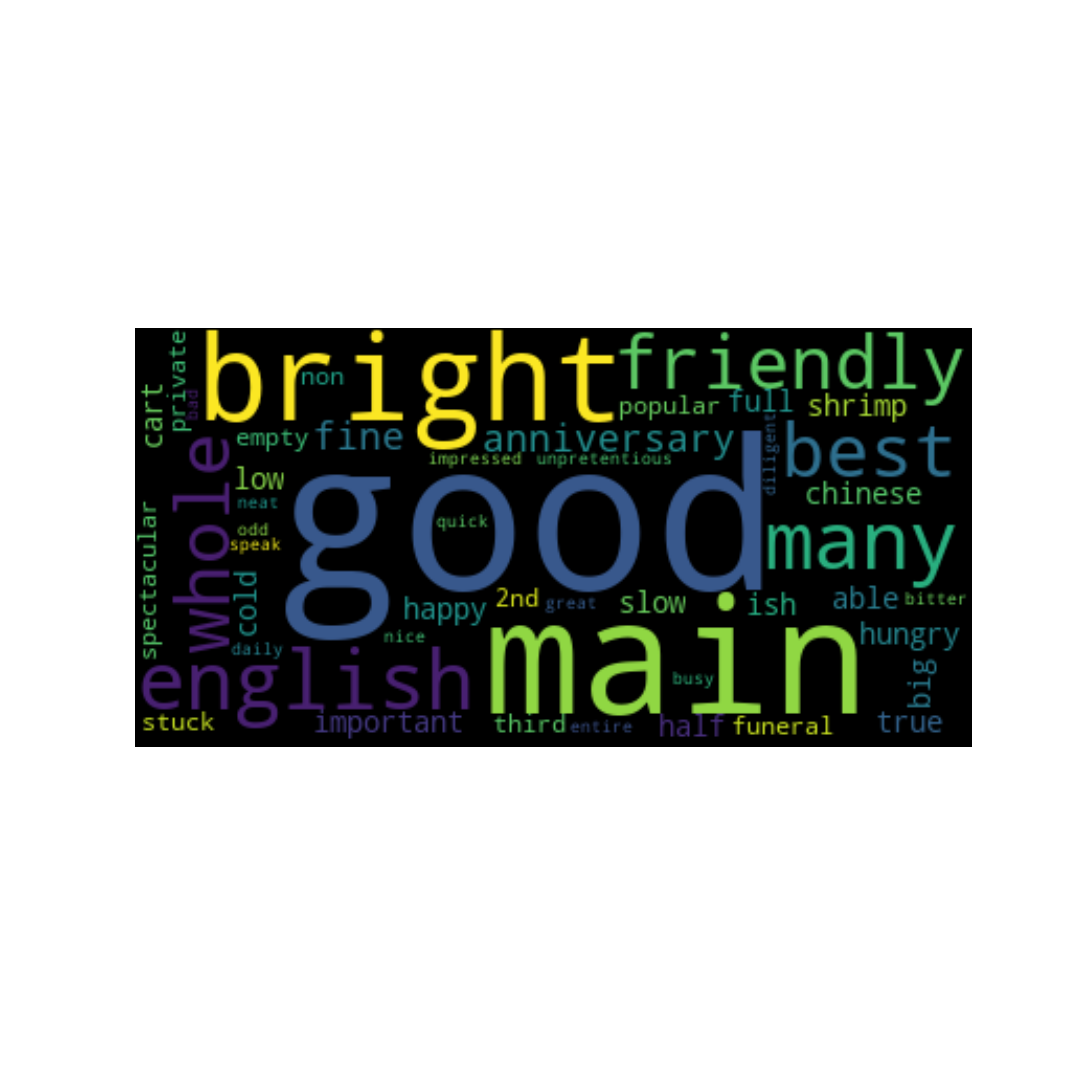 bright
friendly
private
cart
bad
non
popular
full
shrimp
empty
fine
anniversary
best
whole
impressed
unpretentious
diligent
low
chinese
neat
good
quick
many
odd
speak
spectacular
cold
happy
2nd
great
slow
ish
able
bitter
nice
main
hungry
daily
english
busy
big
stuck
important
third
entire
half
funeral
true